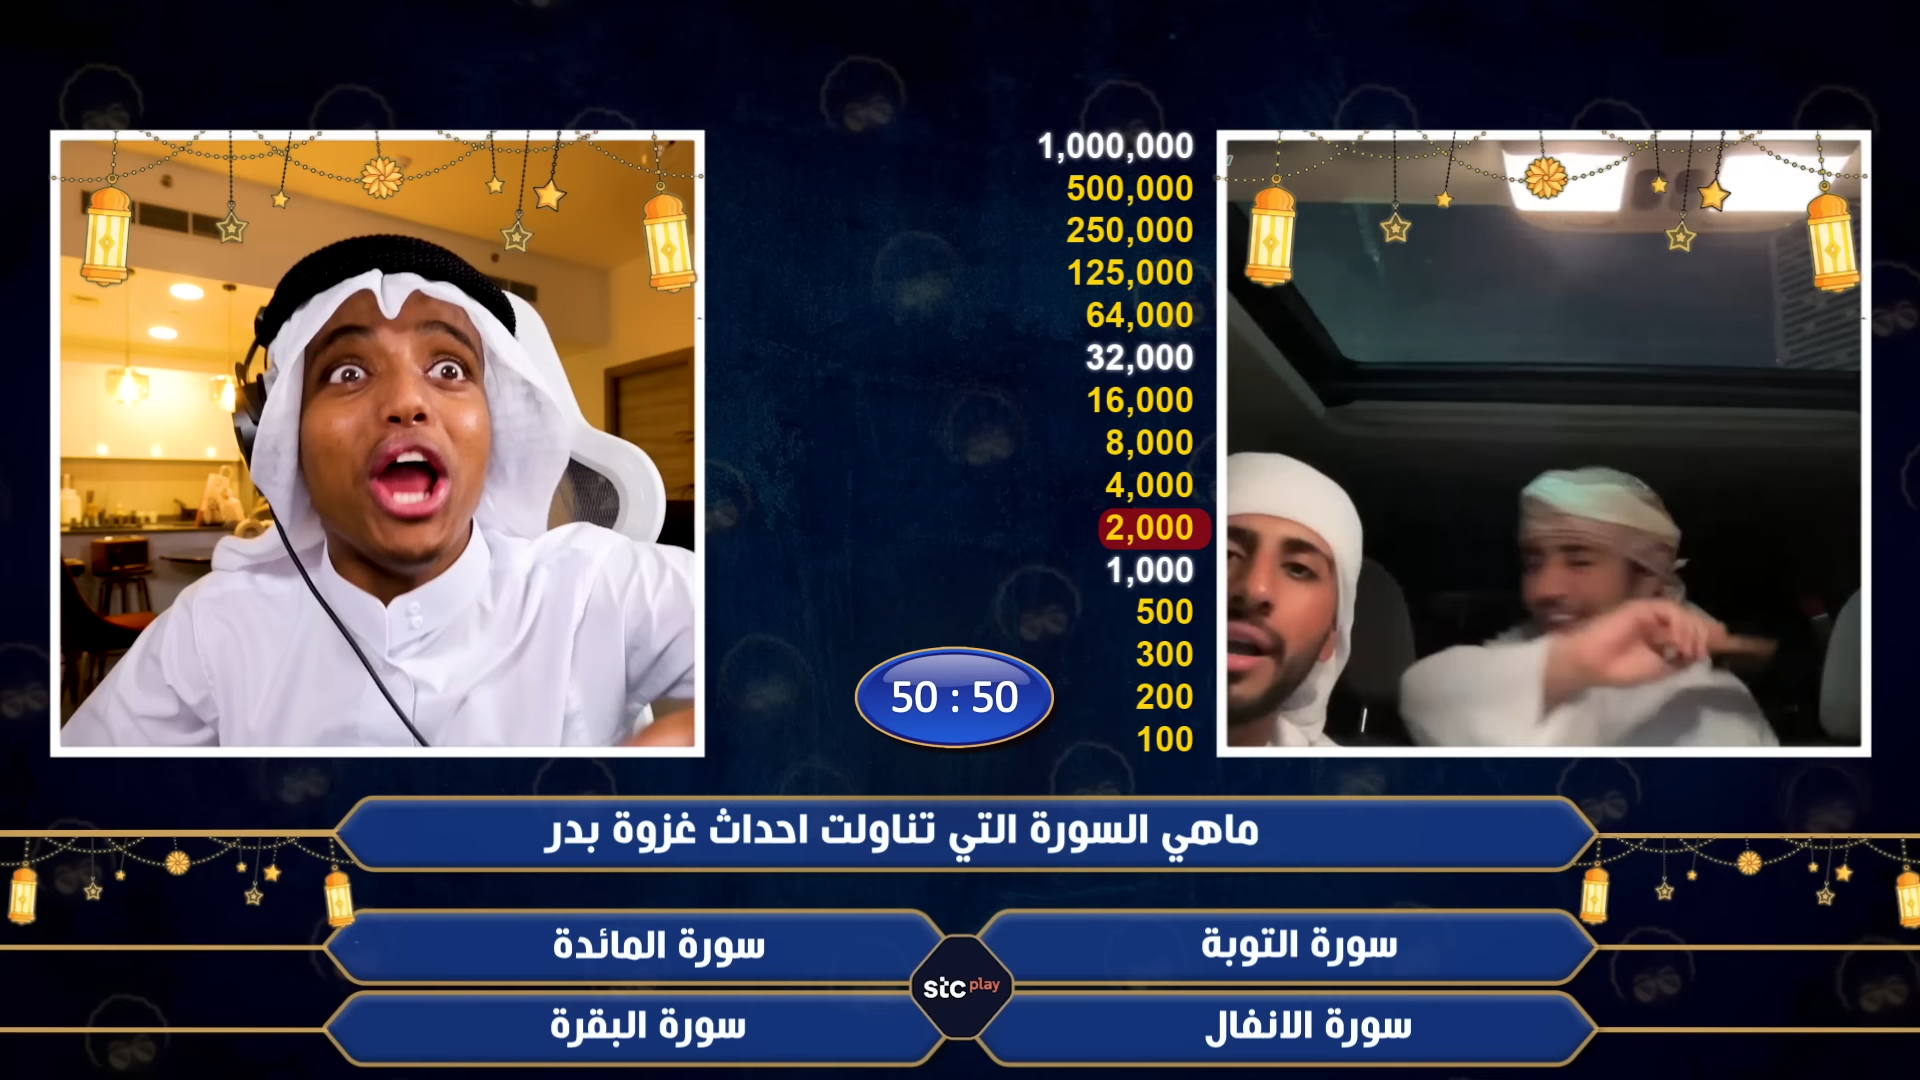 1,000,000
500,000
250,000
125,000
64,000
32,000
16,000
8,000
4,000
2,000
1,000
500
300
200
100
50 : 50
ماهي السورة التي تناولت احداث غزوة بدر
سورة التوبة
سورة المائدة
stc play
سورة الانفال
سورة البقرة